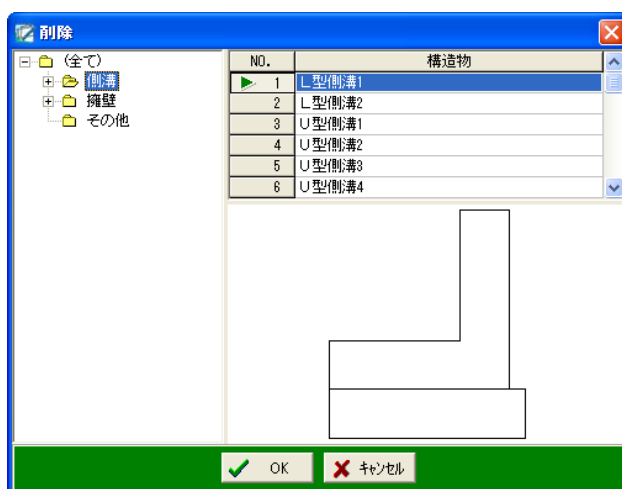 削除
(全て)
側溝
擁壁
その他
NO. 構造物
1 L型側溝1
2 L型側溝2
3 U型側溝1
4 U型側溝2
5 U型側溝3
6 U型側溝4
OK
キャンセル